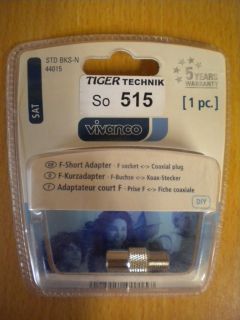 STD BKS-N
44015
TIGER TECHNIK
So 515
5 YEARS
WARRANTY
[1 pc.]
SAT
vivanco
F-Short Adapter - F socket <-> Coaxial plug
F-Kurzadapter - F-Buchse <-> Koax-Stecker
Adaptateur court F - Prise F <-> Fiche coaxiale
DIY